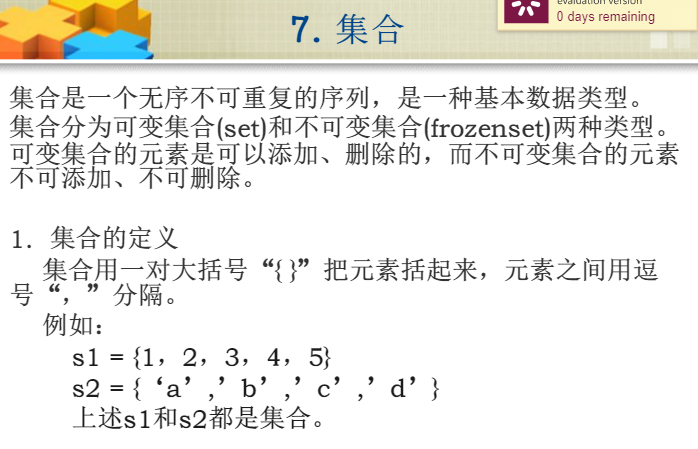 7. 集合
evaluation version
0 days remaining
集合是一个无序不可重复的序列，是一种基本数据类型。
集合分为可变集合(set)和不可变集合(frozenset)两种类型。
可变集合的元素是可以添加、删除的，而不可变集合的元素
不可添加、不可删除。
1. 集合的定义
集合用一对大括号“{ }”把元素括起来，元素之间用逗
号“，”分隔。
例如：
s1 = {1，2，3，4，5}
s2 = { ‘a’ ,’ b’ ,’ c’ ,’ d’ }
上述s1和s2都是集合。